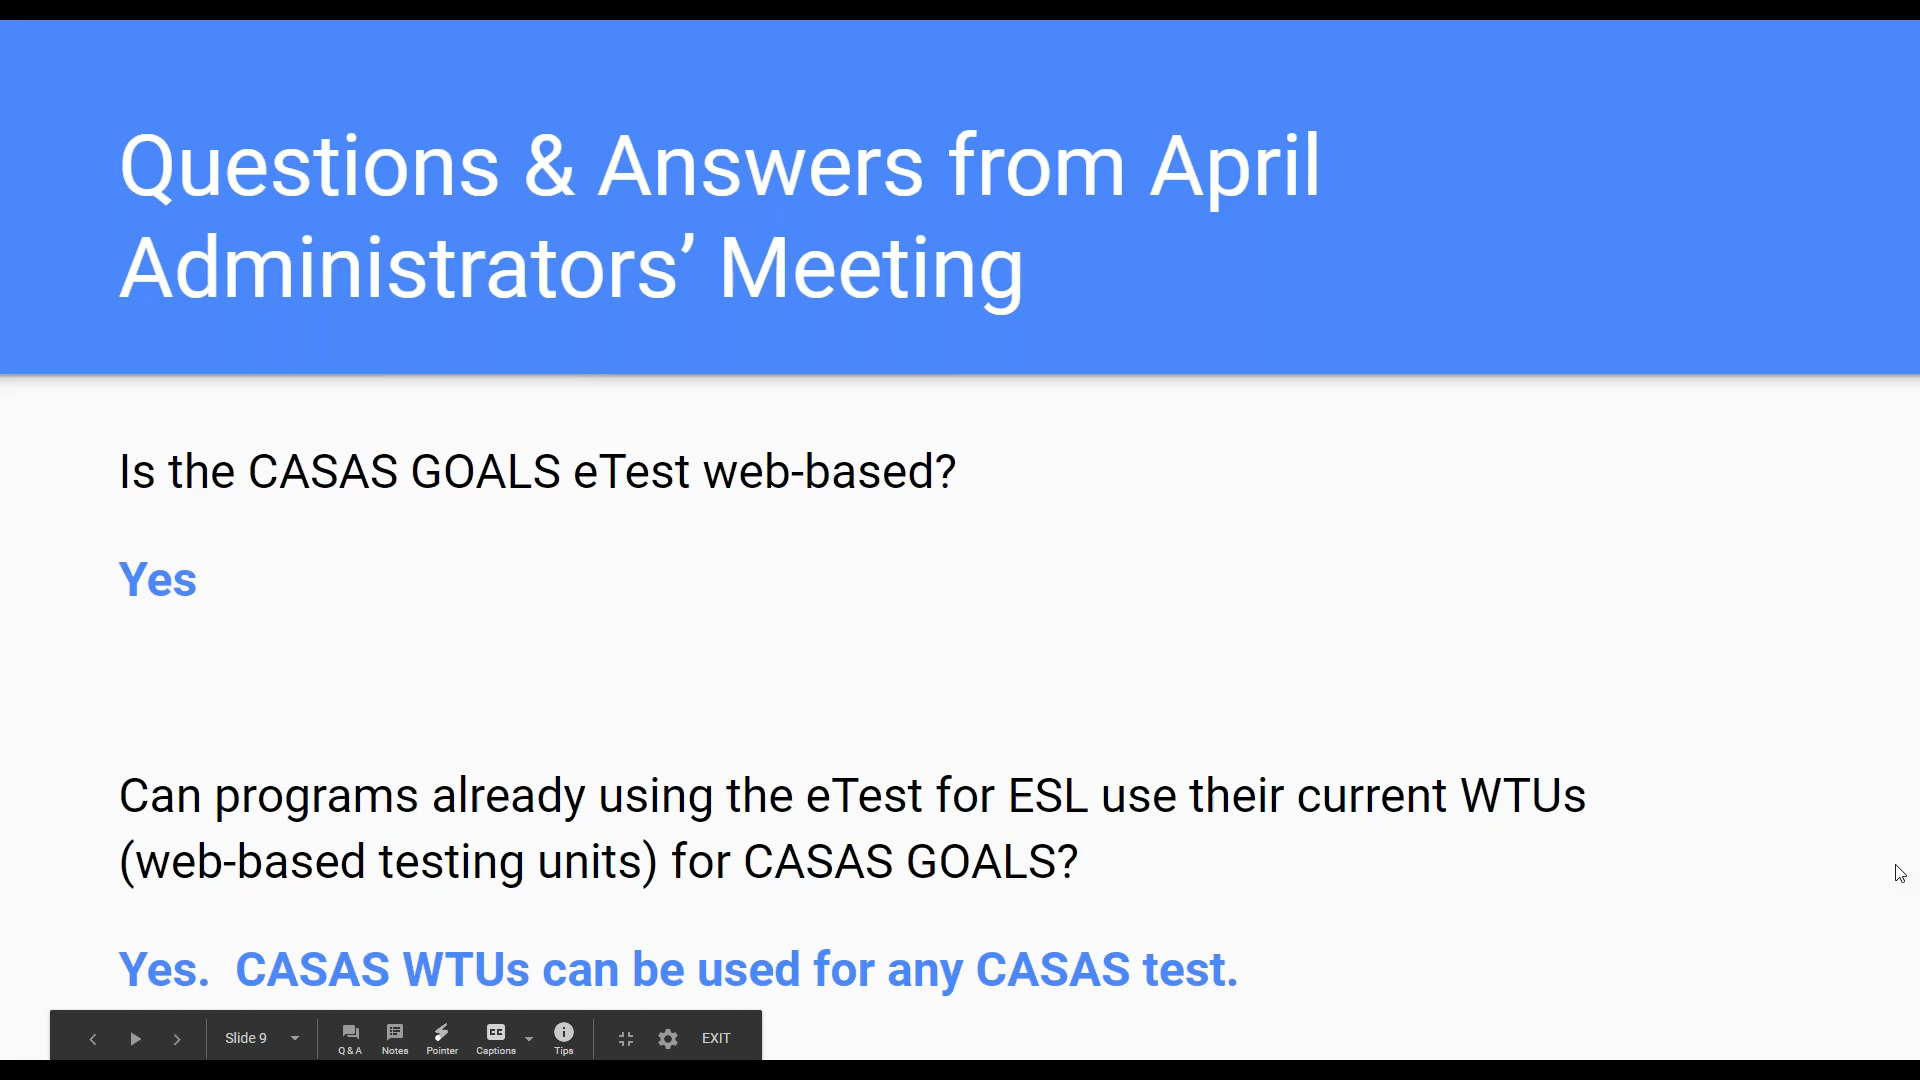 Questions & Answers from April
Administrators’ Meeting
Is the CASAS GOALS eTest web-based?
Yes
Can programs already using the eTest for ESL use their current WTUs
(web-based testing units) for CASAS GOALS?
Yes.  CASAS WTUs can be used for any CASAS test.
Slide 9
Q & A
Notes
Pointer
CC
Captions
Tips
EXIT